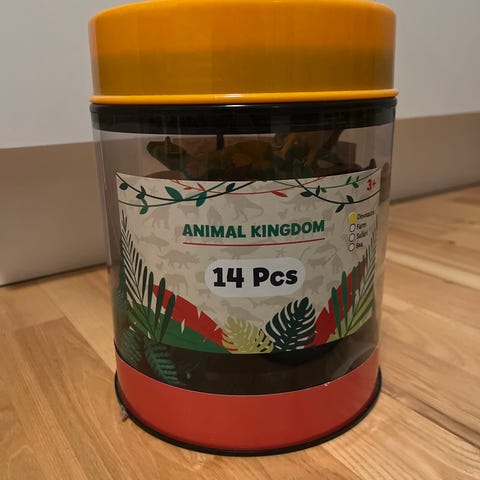 3+
ANIMAL KINGDOM
14 Pcs
Dinosaurs
Farm
Safari
Sea